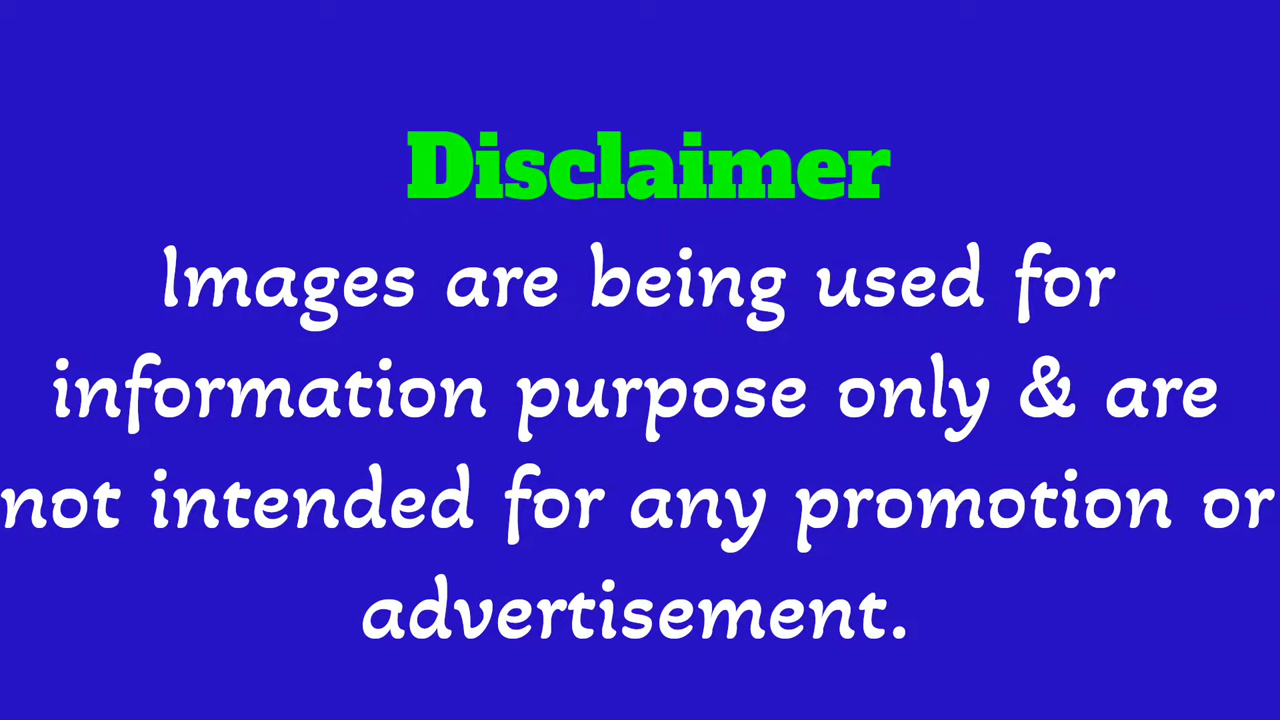 Disclaimer
Images are being used for
information purpose only & are
not intended for any promotion or
advertisement.